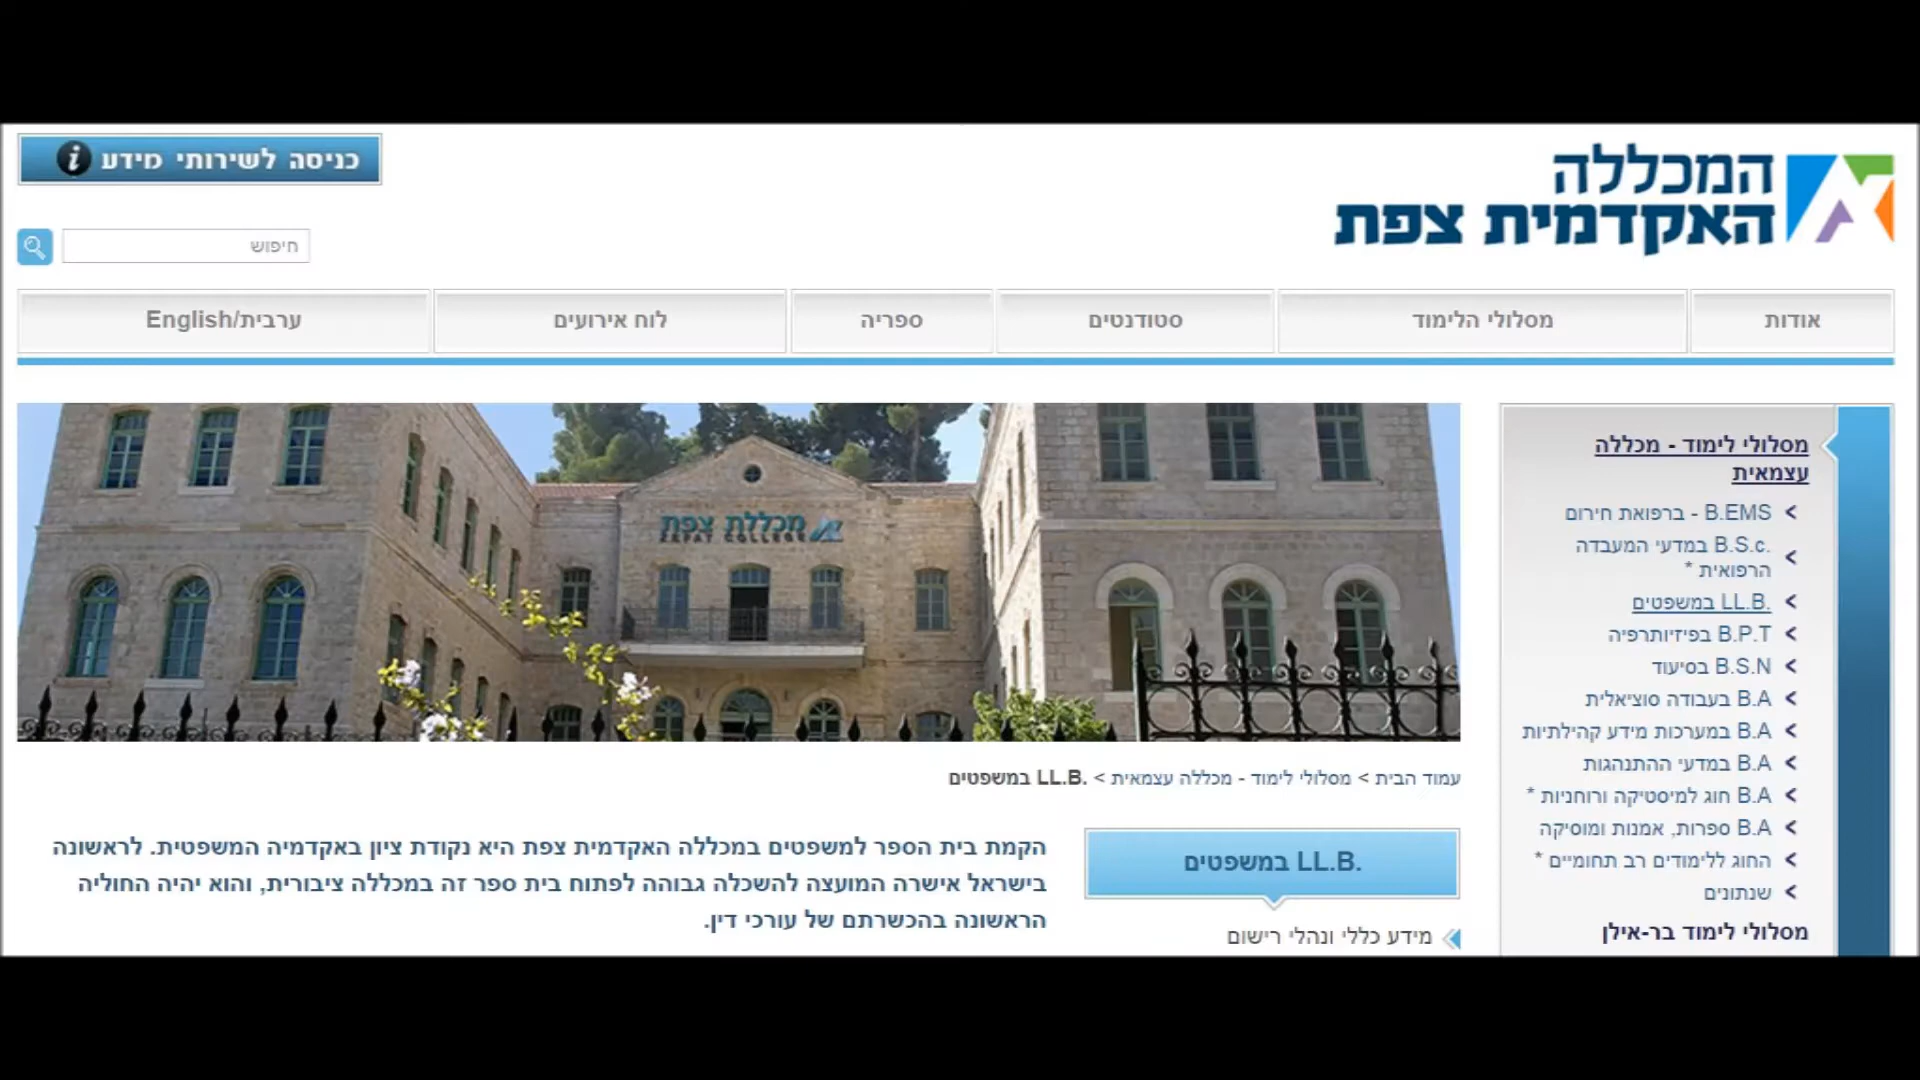 כניסה לשירותי מידע
המכללה
האקדמית צפת
חיפוש
אודות
מסלולי הלימוד
סטודנטים
ספריה
לוח אירועים
ערבית/English
מכללת צפת
ZEFAT COLLEGE
מסלולי לימוד - מכללה
עצמאית
B.EMS - ברפואת חירום
B.S.c. במדעי המעבדה
הרפואית *
LL.B. במשפטים
B.P.T בפיזיותרפיה
B.S.N בסיעוד
B.A בעבודה סוציאלית
B.A במערכות מידע קהילתיות
B.A במדעי ההתנהגות
B.A חוג למיסטיקה ורוחניות *
B.A ספרות, אמנות ומוסיקה
החוג ללימודים רב תחומיים *
שנתונים
מסלולי לימוד בר-אילן
עמוד הבית > מסלולי לימוד - מכללה עצמאית > LL.B. במשפטים
LL.B. במשפטים
מידע כללי ונהלי רישום
הקמת בית הספר למשפטים במכללה האקדמית צפת היא נקודת ציון באקדמיה המשפטית. לראשונה
בישראל אישרה המועצה להשכלה גבוהה לפתוח בית ספר זה במכללה ציבורית, והוא יהיה החוליה
הראשונה בהכשרתם של עורכי דין.